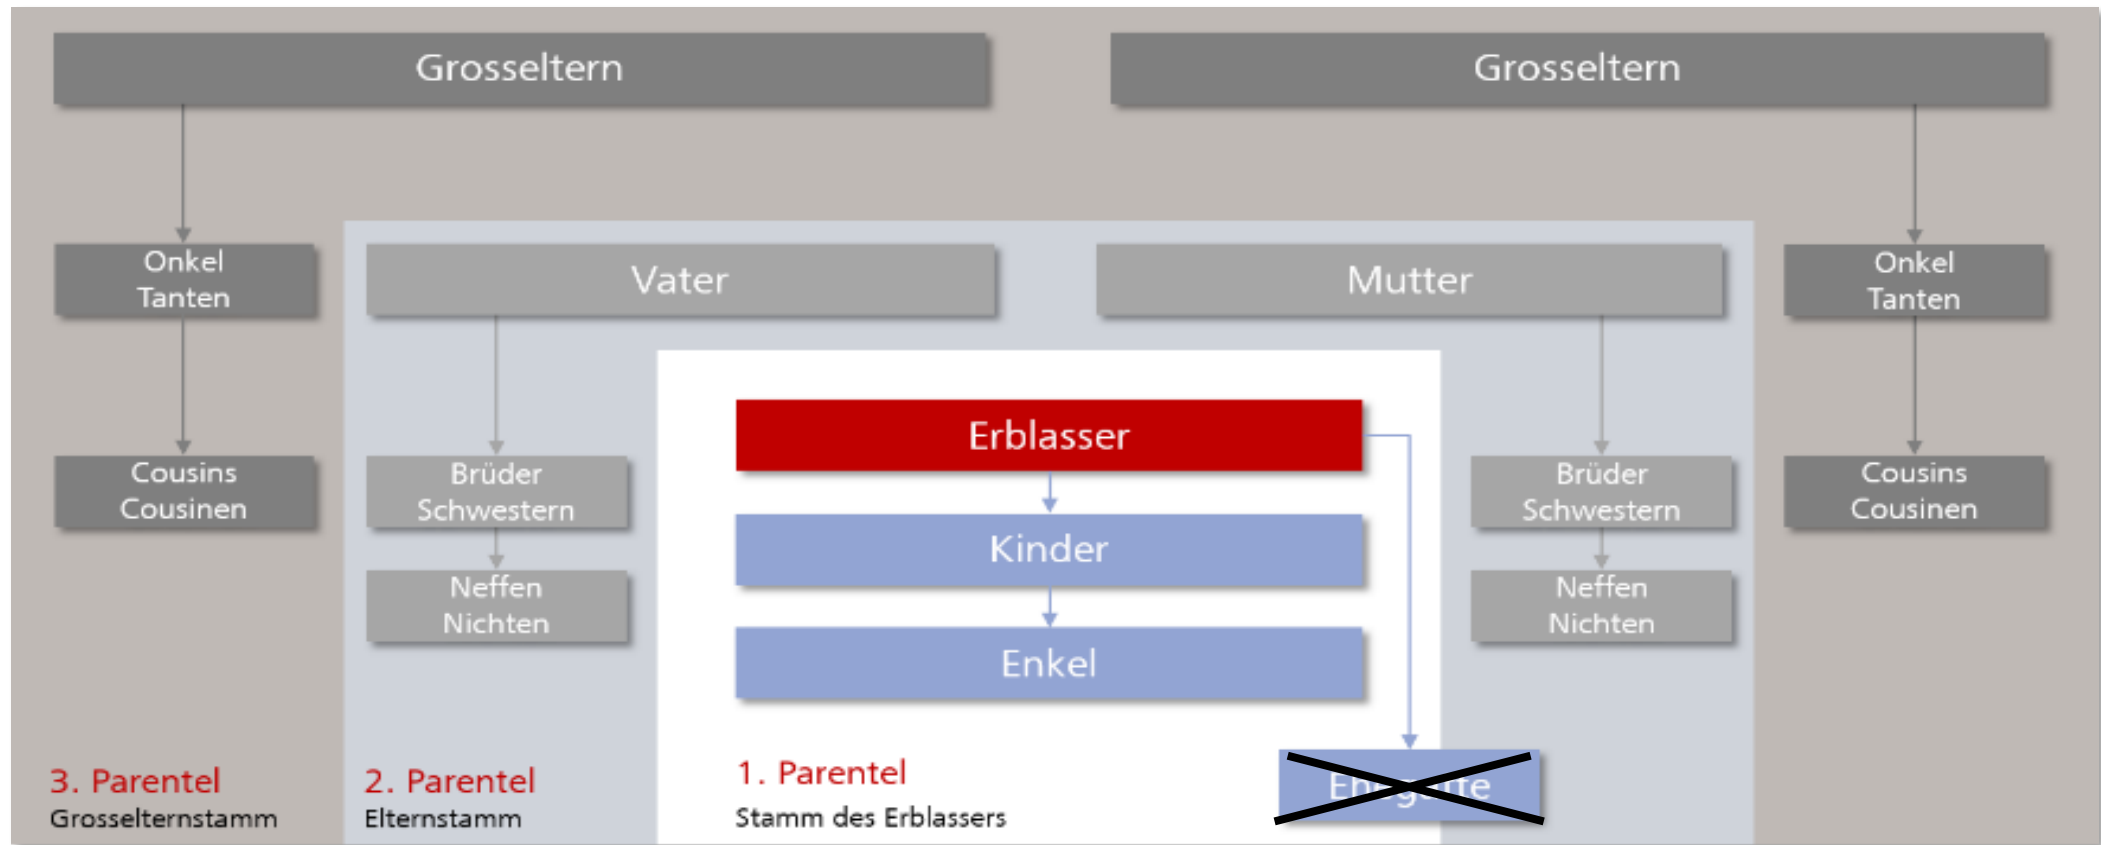 Grosseltern
Grosseltern
Onkel
Tanten
Vater
Mutter
Onkel
Tanten
Erblasser
Cousins
Cousinen
Brüder
Schwestern
Brüder
Schwestern
Cousins
Cousinen
Kinder
Neffen
Nichten
Neffen
Nichten
Enkel
3. Parentel
Grosselternstamm
2. Parentel
Elternstamm
1. Parentel
Stamm des Erblassers
Ehegatte